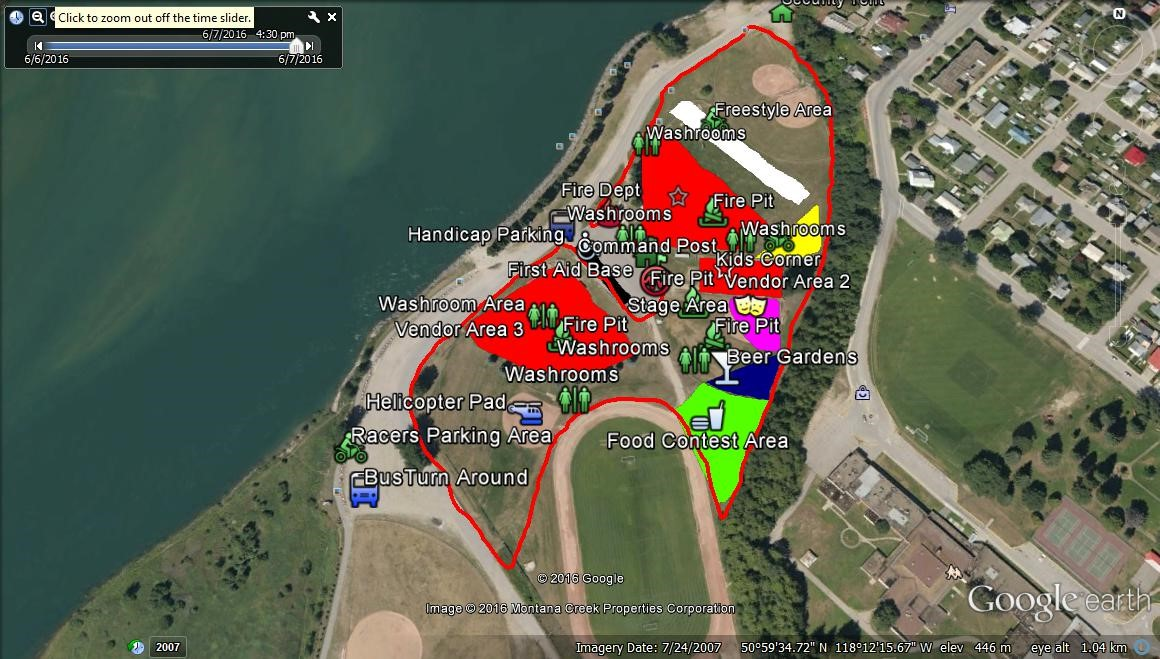 Click to zoom out off the time slider.
6/7/2016 4:30 pm
6/6/2016
6/7/2016
Security Tent
N
Freestyle Area
Washrooms
Fire Dept
Fire Pit
Washrooms
Handicap Parking
Washrooms
Command Post
Kids Corner
First Aid Base
Fire Pit
Vendor Area 2
Washroom Area
Stage Area
Vendor Area 3
Fire Pit
Fire Pit
Washrooms
Beer Gardens
Washrooms
Helicopter Pad
Racers Parking Area
Food Contest Area
BusTurn Around
© 2016 Google
Image © 2016 Montana Creek Properties Corporation
Google earth
2007
Imagery Date: 7/24/2007 50°59'34.72" N 118°12'15.67" W elev 446 m eye alt 1.04 km